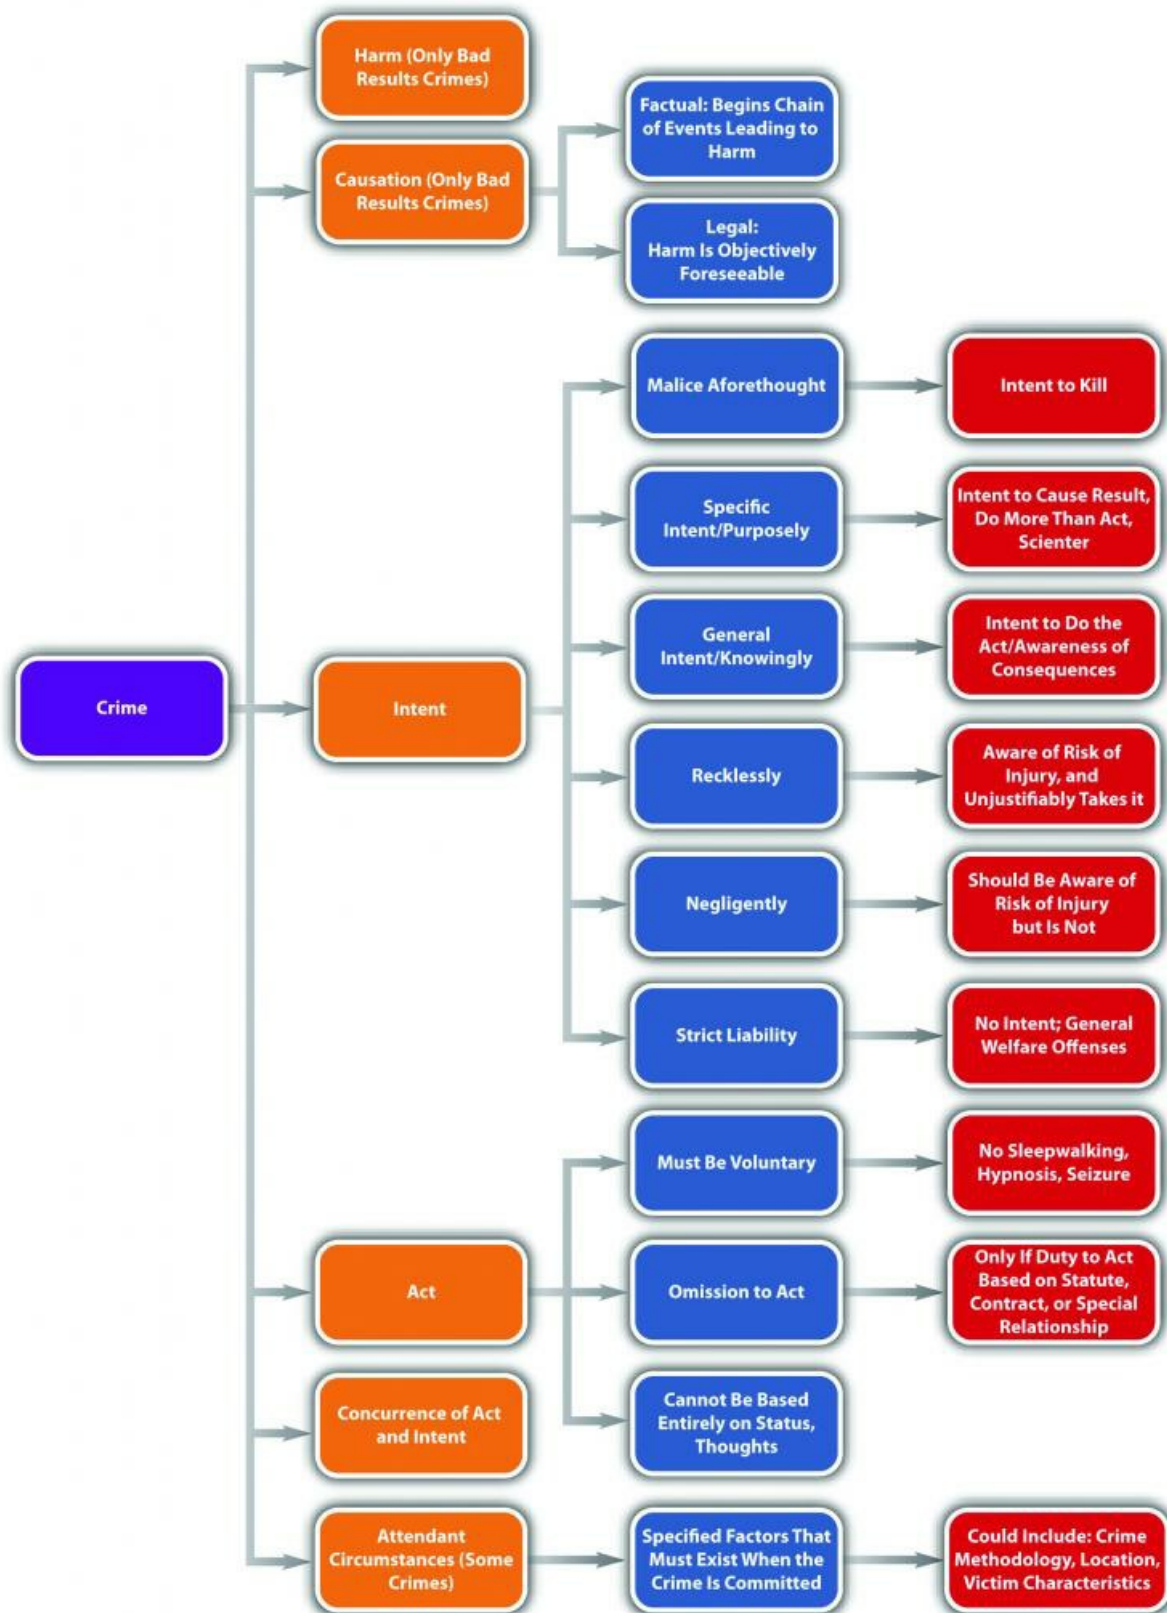 Harm (Only Bad
Results Crimes)
Factual: Begins Chain
of Events Leading to
Harm
Causation (Only Bad
Results Crimes)
Legal:
Harm Is Objectively
Foreseeable
Malice Aforethought
Intent to Kill
Specific
Intent/Purposely
Intent to Cause Result,
Do More Than Act,
Scienter
General
Intent/Knowingly
Intent to Do the
Act/Awareness of
Consequences
Crime
Intent
Recklessly
Aware of Risk of
Injury, and
Unjustifiably Takes it
Negligently
Should Be Aware of
Risk of Injury
but Is Not
Strict Liability
No Intent; General
Welfare Offenses
Must Be Voluntary
No Sleepwalking,
Hypnosis, Seizure
Act
Omission to Act
Only If Duty to Act
Based on Statute,
Contract, or Special
Relationship
Concurrence of Act
and Intent
Cannot Be Based
Entirely on Status,
Thoughts
Attendant
Circumstances (Some
Crimes)
Specified Factors That
Must Exist When the
Crime Is Committed
Could Include: Crime
Methodology, Location,
Victim Characteristics